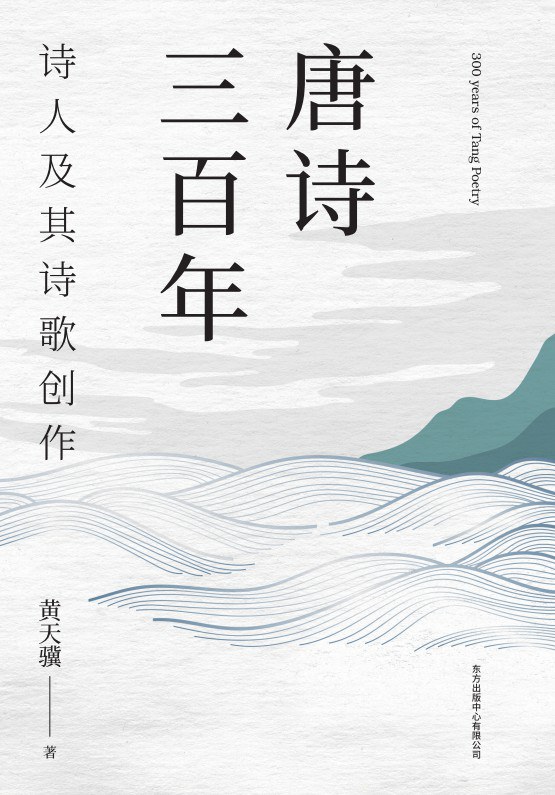 300 years of Tang Poetry
唐诗
三百年
诗人及其诗歌创作
黄天骥
著
东方出版中心有限公司